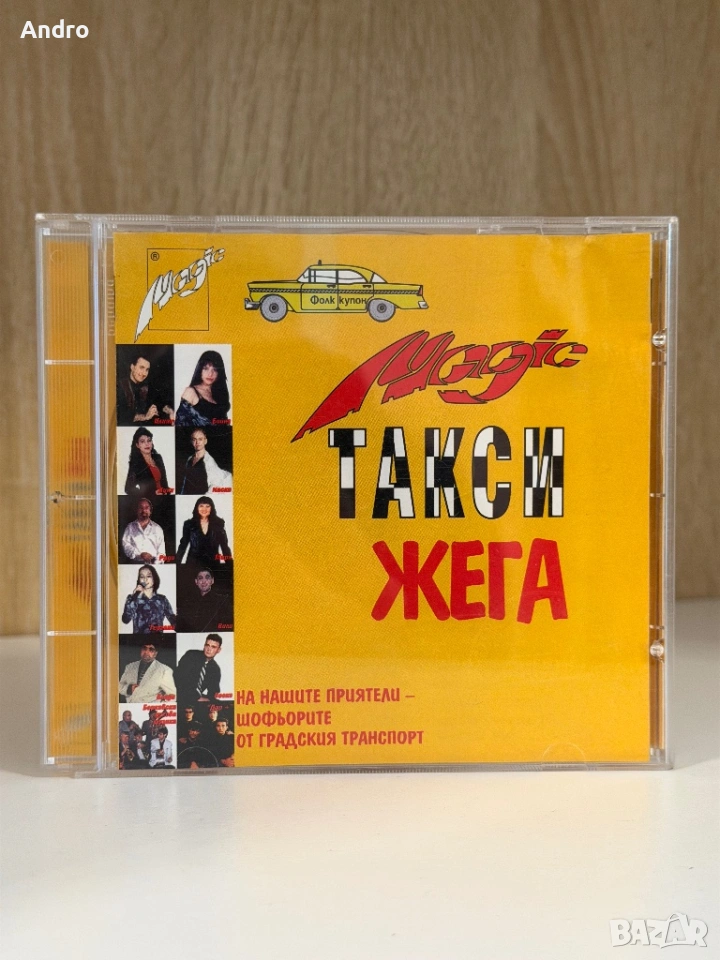 Andro
®
Magic
Фолк купон
Magic
ТАКСИ
ЖЕГА
НА НАШИТЕ ПРИЯТЕЛИ –
ШОФЬОРИТЕ
ОТ ГРАДСКИЯ ТРАНСПОРТ
BAZAR